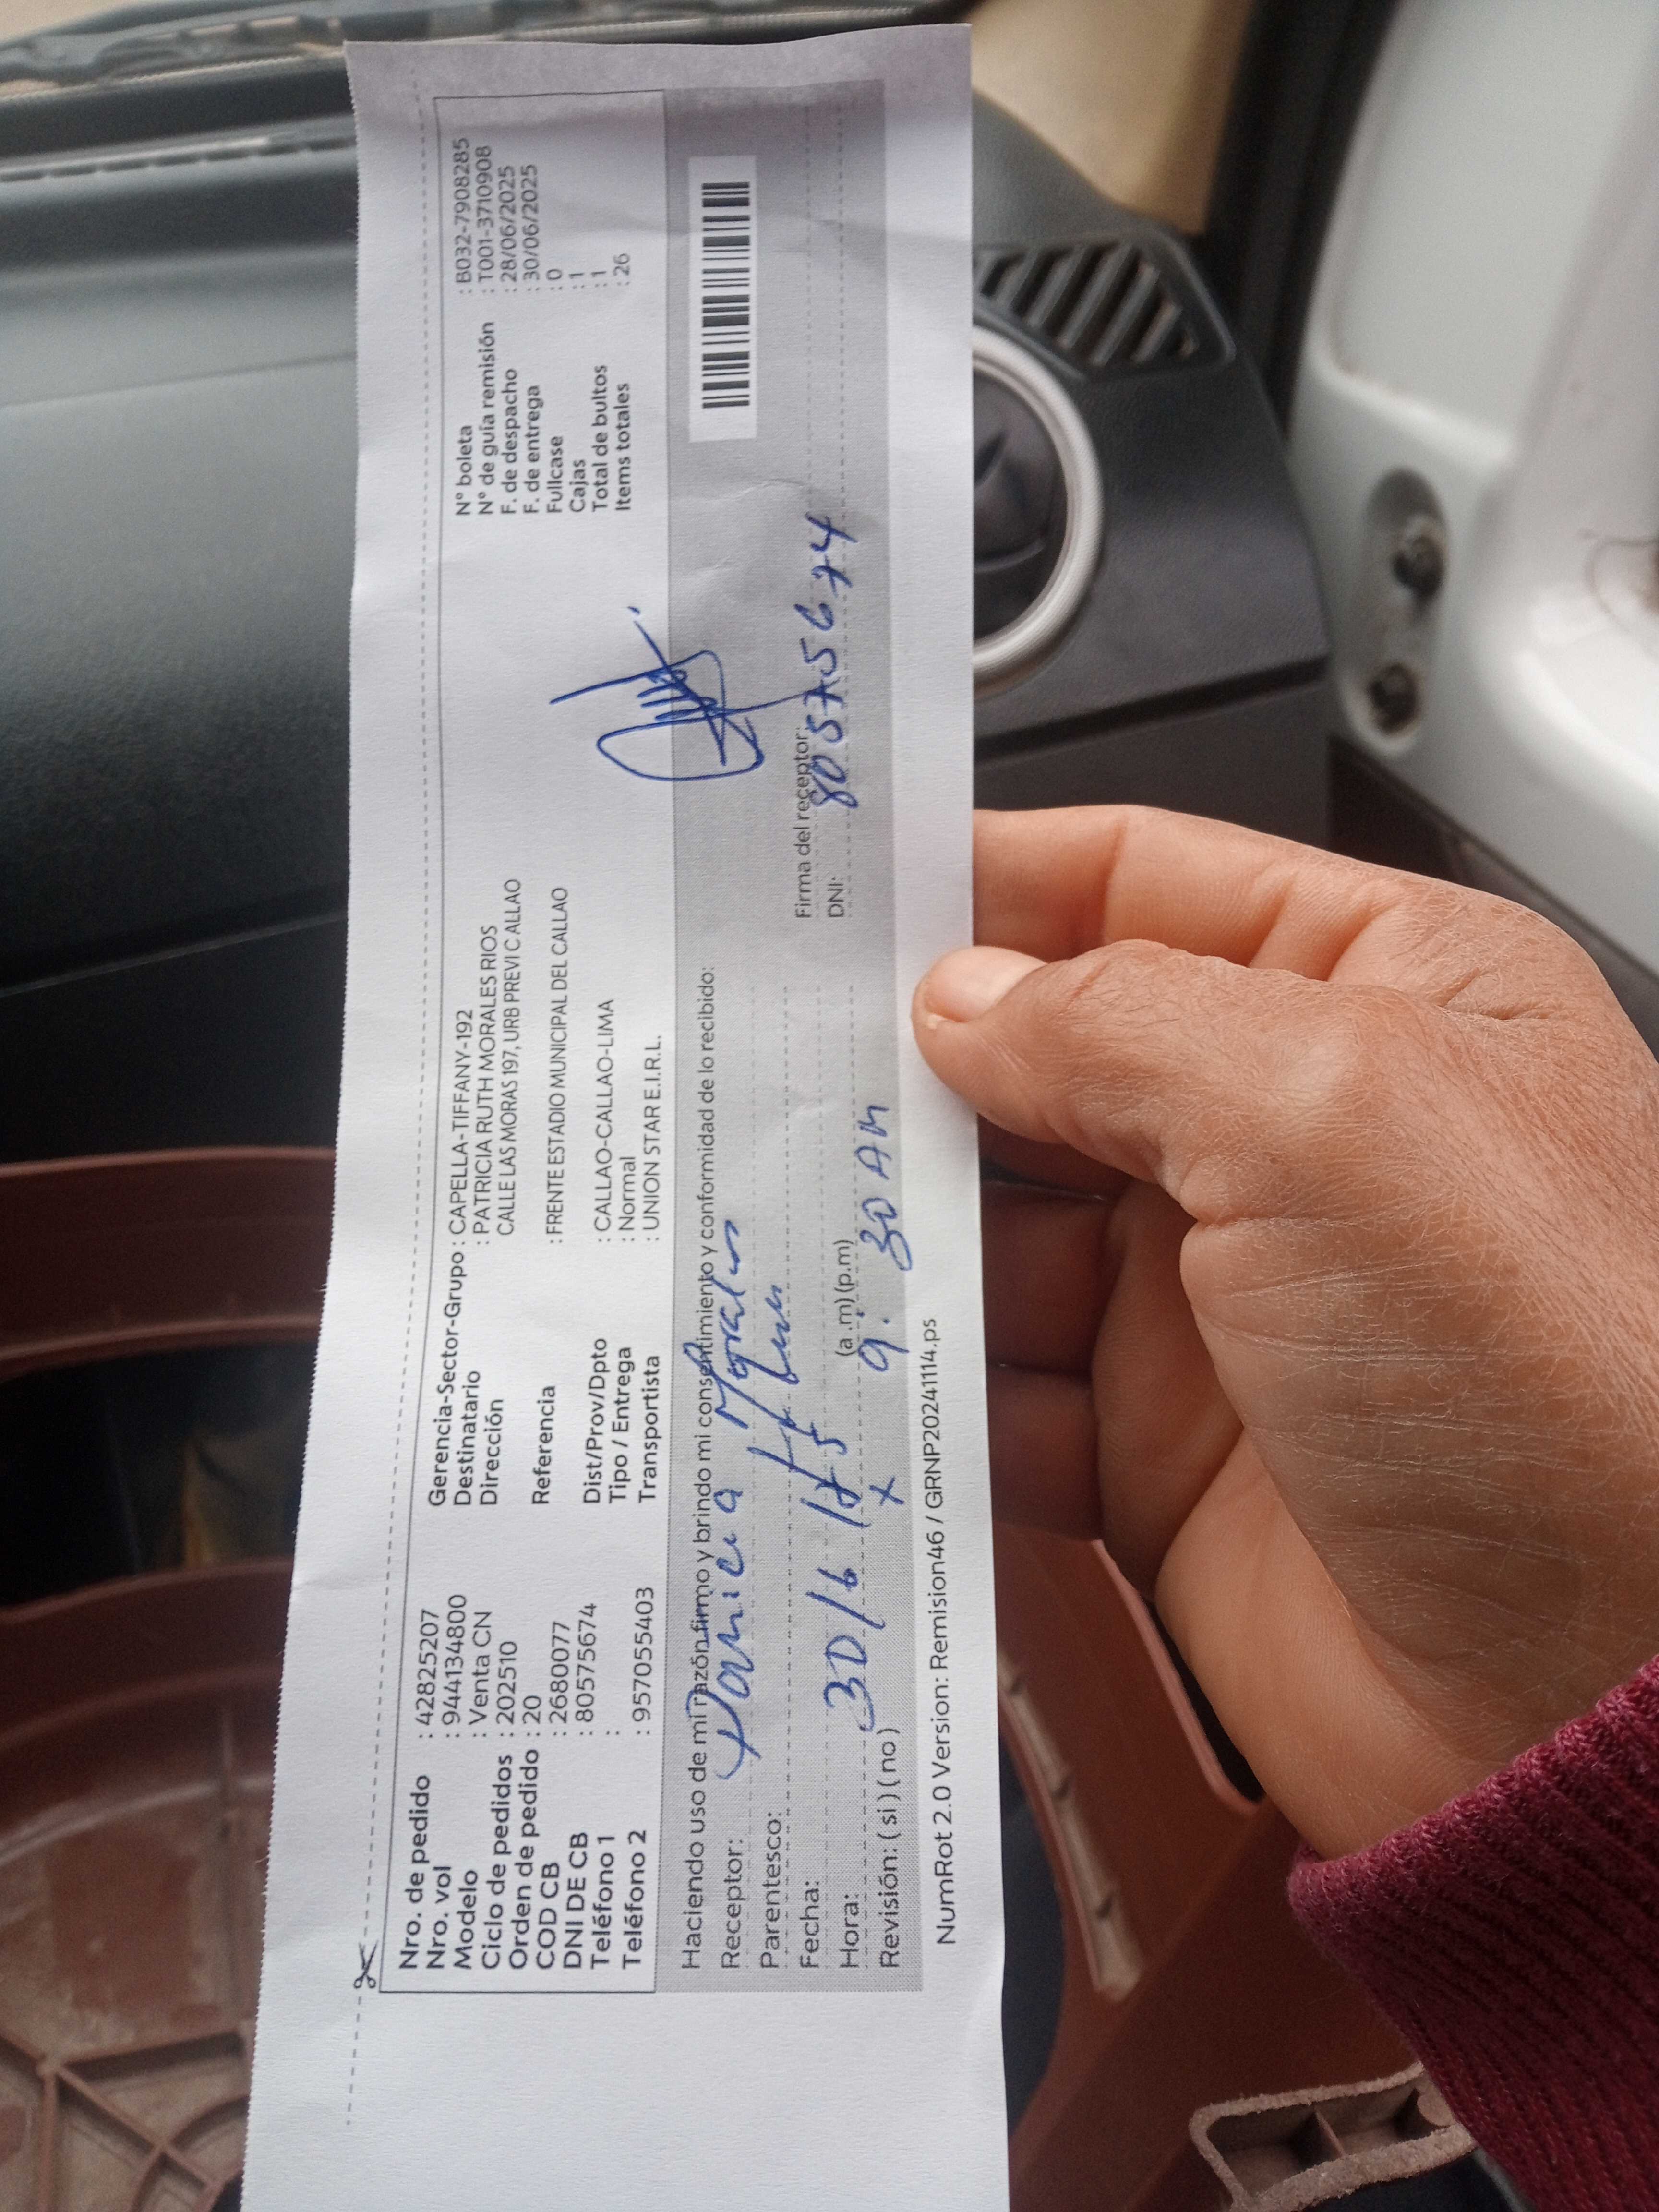 Nro. de pedido : 42825207
Nro. vol : 944134800
Modelo : Venta CN
Ciclo de pedidos : 202510
Orden de pedido : 20
COD CB : 2680077
DNI DE CB : 80575674
Teléfono 1 :
Teléfono 2 : 957055403
Gerencia-Sector-Grupo : CAPELLA-TIFFANY-192
Destinatario : PATRICIA RUTH MORALES RIOS
Dirección CALLE LAS MORAS 197, URB PREVI CALLAO
Referencia : FRENTE ESTADIO MUNICIPAL DEL CALLAO
Dist/Prov/Dpto : CALLAO-CALLAO-LIMA
Tipo / Entrega : Normal
Transportista : UNION STAR E.I.R.L.
N° boleta : B032-7908285
N° de guía remisión : T001-3710908
F. de despacho : 28/06/2025
F. de entrega : 30/06/2025
Fullcase : 0
Cajas : 1
Total de bultos : 1
Items totales : 26
Haciendo uso de mi razón firmo y brindo mi consentimiento y conformidad de lo recibido:
Receptor: Morales
Parentesco:
Fecha: 30/6
Hora: (a.m) (p.m) 9:30 AM
Revisión: ( si ) ( no ) x
Firma del receptor:
DNI: 80575674
NumRot 2.0 Version: Remision46 / GRNP20241114.ps